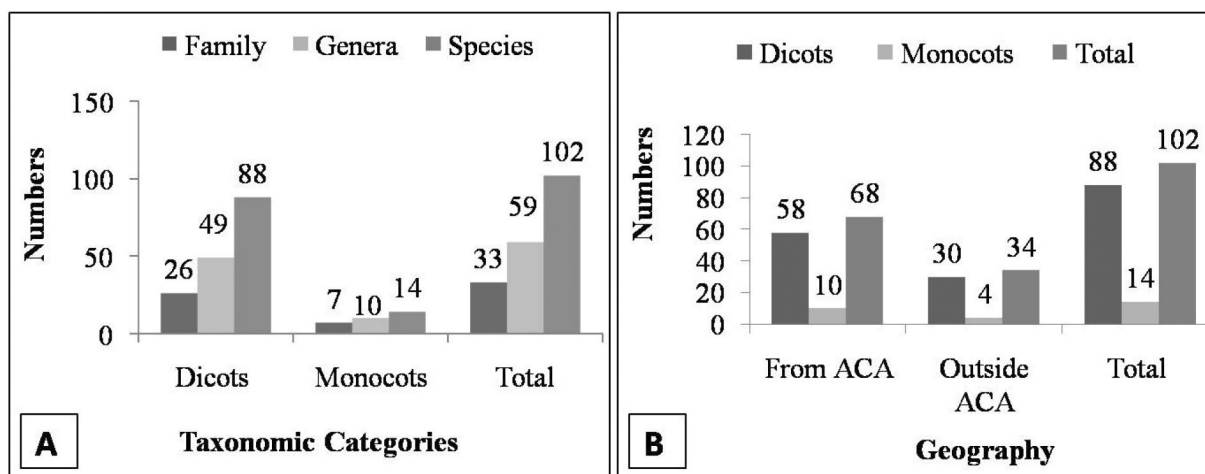 Family Genera Species
150
100
50
0
Numbers
26 49 88
7 10 14
33 59 102
Dicots Monocots Total
A
Taxonomic Categories
Dicots Monocots Total
120
100
80
60
40
20
0
Numbers
58 10 68
30 4 34
88 14 102
From ACA Outside Total
ACA
B
Geography